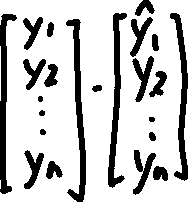 [y₁ y₂ ⋮ yₙ] · [ŷ₁ y₂ ⋮ yₙ]